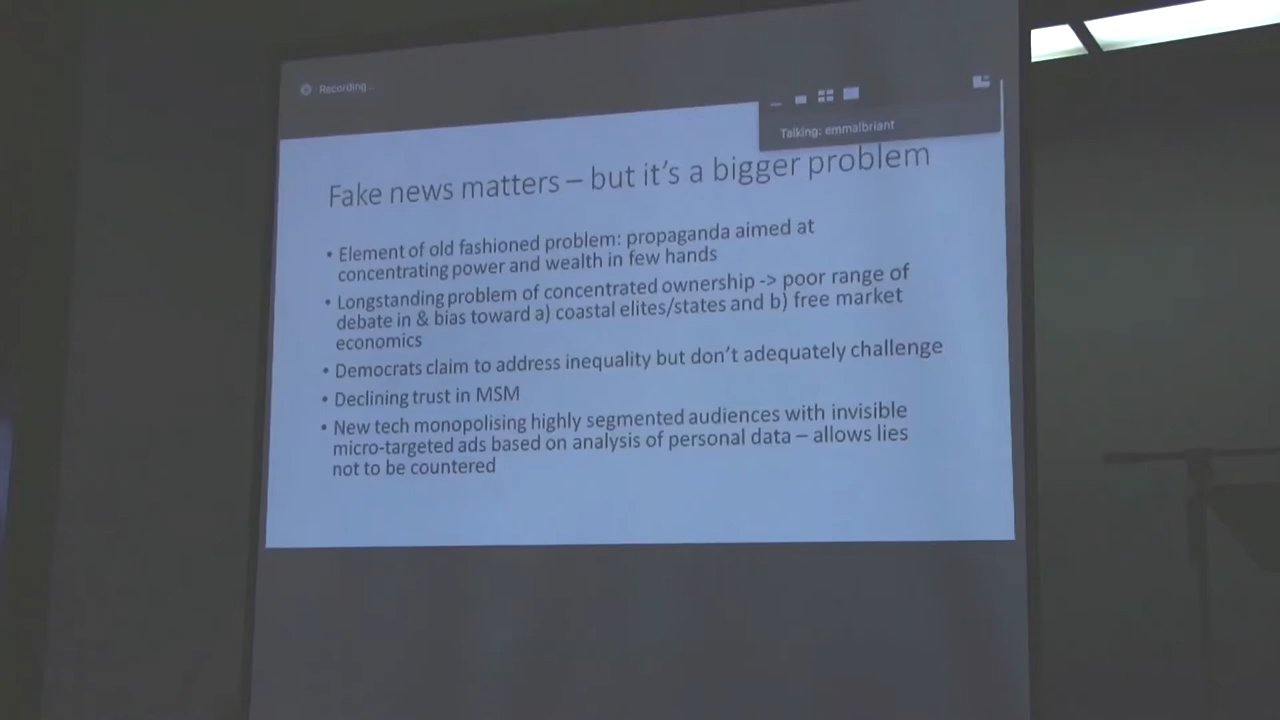 Recording...
Talking: emmalbriant
Fake news matters – but it's a bigger problem
• Element of old fashioned problem: propaganda aimed at
concentrating power and wealth in few hands
• Longstanding problem of concentrated ownership -> poor range of
debate in & bias toward a) coastal elites/states and b) free market
economics
• Democrats claim to address inequality but don't adequately challenge
• Declining trust in MSM
• New tech monopolising highly segmented audiences with invisible
micro-targeted ads based on analysis of personal data – allows lies
not to be countered